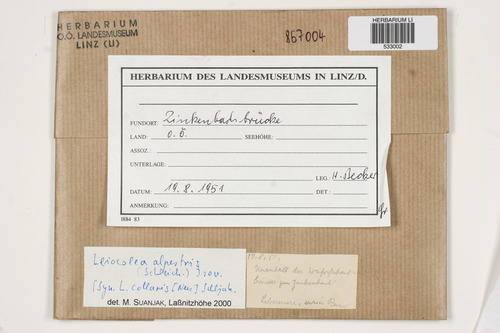 HERBARIUM
O.Ö. LANDESMUSEUM
LINZ (LI)
857004
HERBARIUM LI
533002
HERBARIUM DES LANDESMUSEUMS IN LINZ/D.
FUNDORT: Zinkenbachbrücke
LAND: O.Ö. SEEHÖHE:
ASSOZ.:
UNTERLAGE:
LEG.: H. Becker
DATUM: 19.8.1951 DET.:
ANMERKUNG:
1884 83
Leiocolea alpestris
(Schleich.) Isov.
[Syn. L. collaris (Nees) Schljak.
det. M. SUANJAK, Laßnitzhöhe 2000